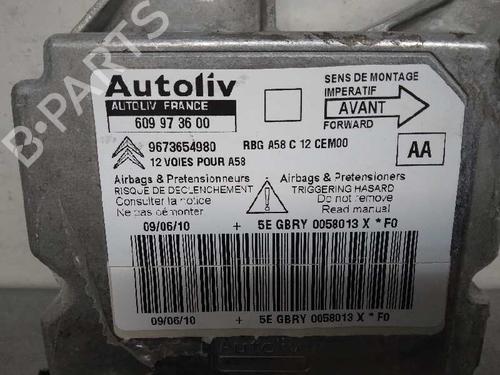 Autoliv
AUTOLIV FRANCE
609 97 36 00
SENS DE MONTAGE
IMPERATIF
AVANT
FORWARD
9673654980 RBG A58 C 12 CEM00
12 VOIES POUR A58
AA
Airbags & Pretensionneurs
RISQUE DE DECLENCHEMENT
Consulter la notice
Ne pas démonter
Airbags & Pretensioners
TRIGGERING HASARD
Do not remove
Read manual
09/06/10 + 5E GBRY 0058013 X * F0
09/06/10 + 5E GBRY 0058013 X * F0
Autoliv
B-PARTS